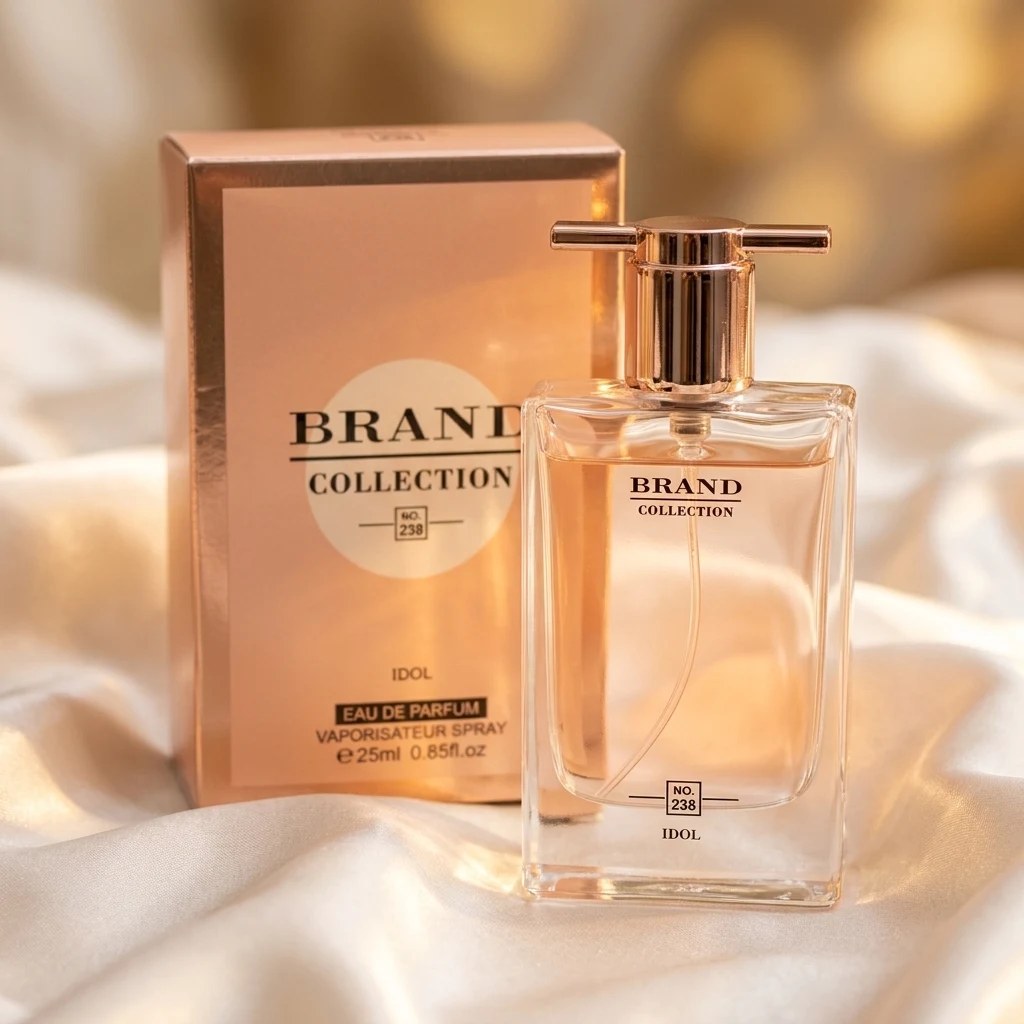 BRAND
COLLECTION
NO.
238
IDOL
EAU DE PARFUM
VAPORISATEUR SPRAY
℮ 25ml 0.85fl.oz
BRAND
COLLECTION
NO.
238
IDOL